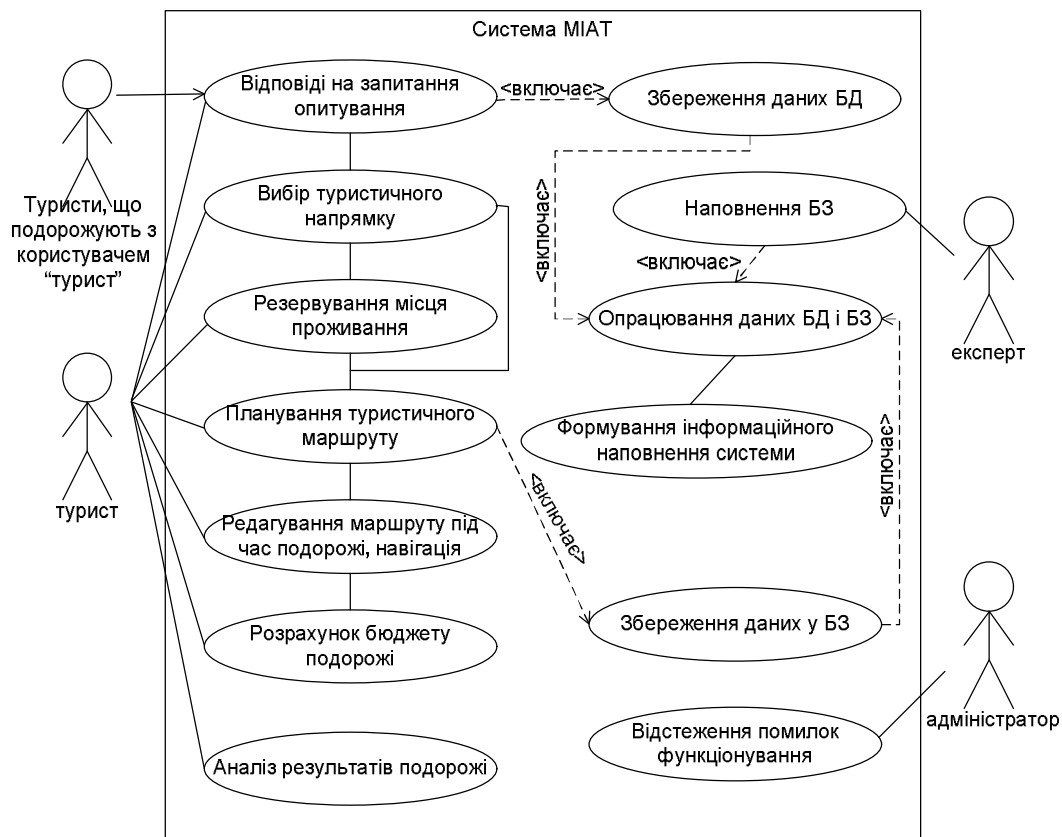 Система МІАТ
Відповіді на запитання
опитування
<включає>
Збереження даних БД
Туристи, що
подорожують з
користувачем
“турист”
Вибір туристичного
напрямку
<включає>
Наповнення БЗ
<включає>
Резервування місця
проживання
Опрацювання даних БД і БЗ
експерт
турист
Планування туристичного
маршруту
Формування інформаційного
наповнення системи
<включає>
<включає>
Редагування маршруту під
час подорожі, навігація
Розрахунок бюджету
подорожі
Збереження даних у БЗ
адміністратор
Відстеження помилок
функціонування
Аналіз результатів подорожі